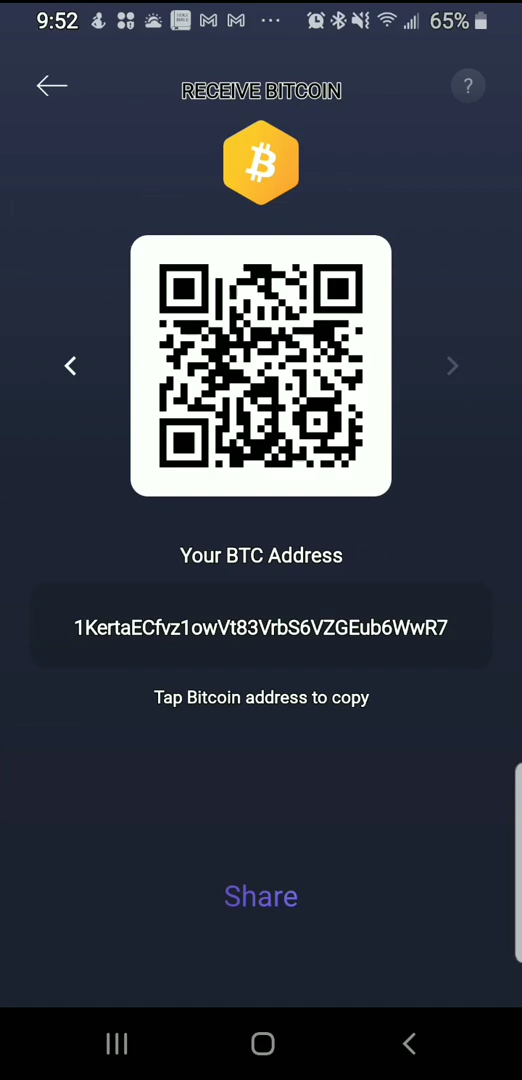 9:52 65%
RECEIVE BITCOIN
?
Your BTC Address
1KertaECfvz1owVt83VrbS6VZGEub6WwR7
Tap Bitcoin address to copy
Share